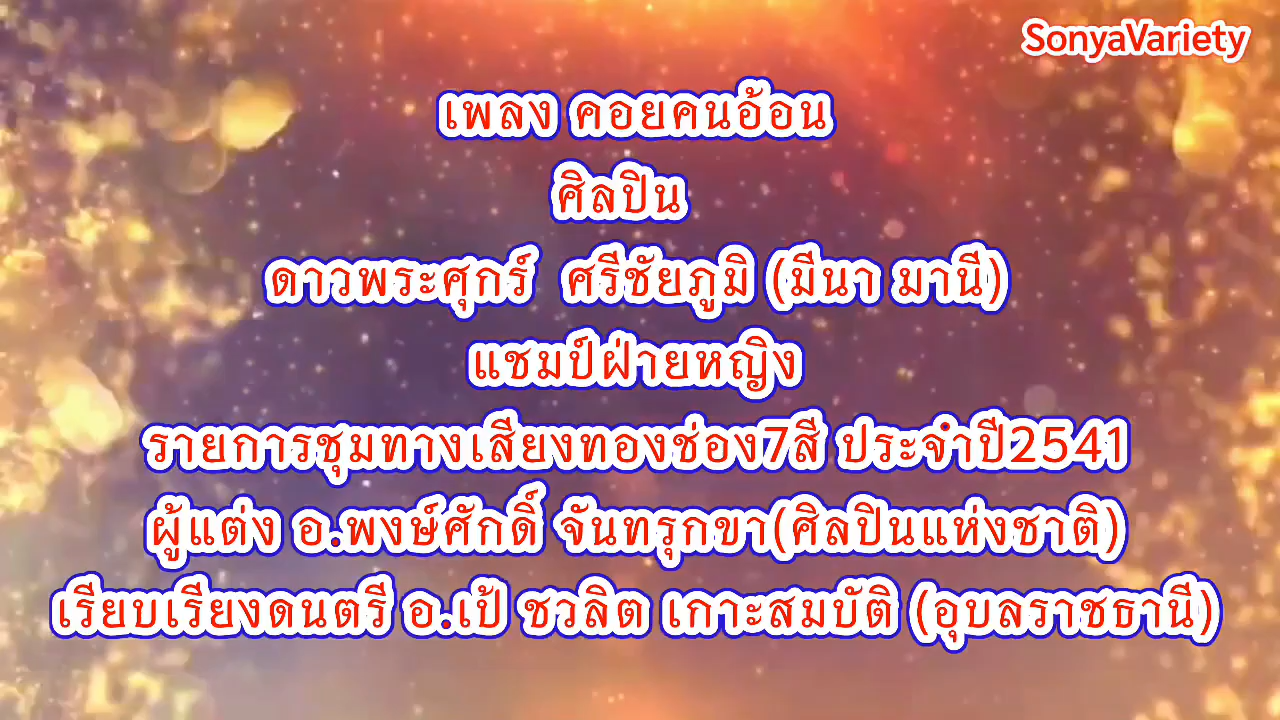 SonyaVariety
เพลง คอยคนอ้อน
ศิลปิน
ดาวพระศุกร์ ศรีชัยภูมิ (มีนา มานี)
แชมป์ฝ่ายหญิง
รายการชุมทางเสียงทองช่อง7สี ประจำปี2541
ผู้แต่ง อ.พงษ์ศักดิ์ จันทรุกขา(ศิลปินแห่งชาติ)
เรียบเรียงดนตรี อ.เป้ ชวลิต เกาะสมบัติ (อุบลราชธานี)